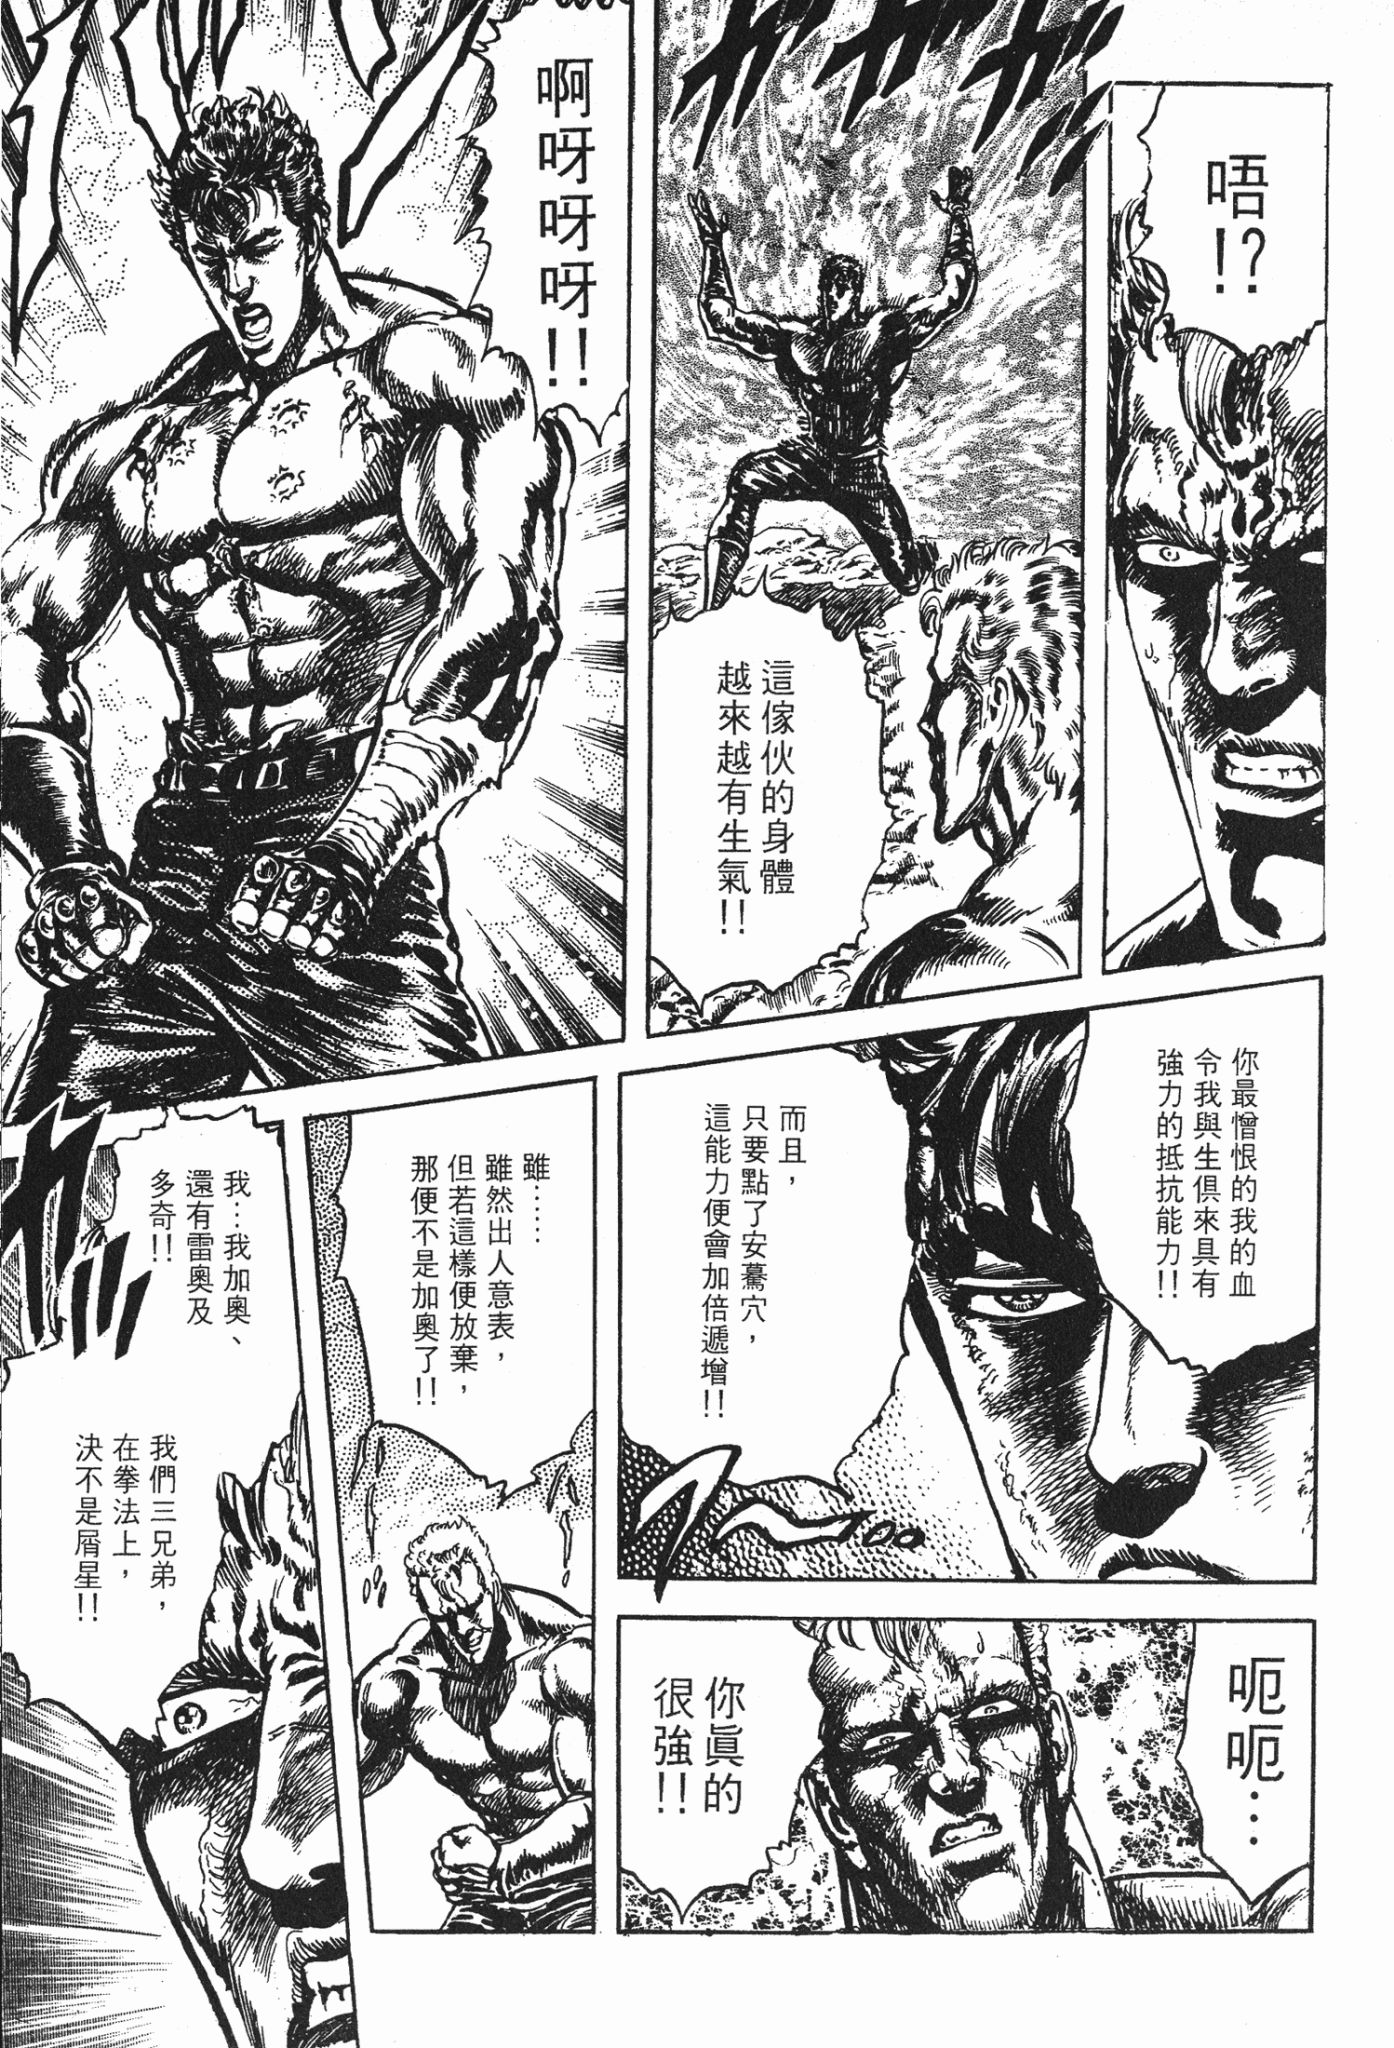 ガガガ
唔!?
這傢伙的身體
越來越有生氣!!
啊呀呀呀!!
你最憎恨的我的血
令我與生俱來具有
強力的抵抗能力!!
而且，
只要點了安驀穴，
這能力便會加倍遞增!!
呃呃…
你真的
很強!!
雖……
雖然出人意表，
但若這樣便放棄，
那便不是加奧了!!
我…我加奧、
還有雷奧及
多奇!!
我們三兄弟，
在拳法上，
決不是屑星!!